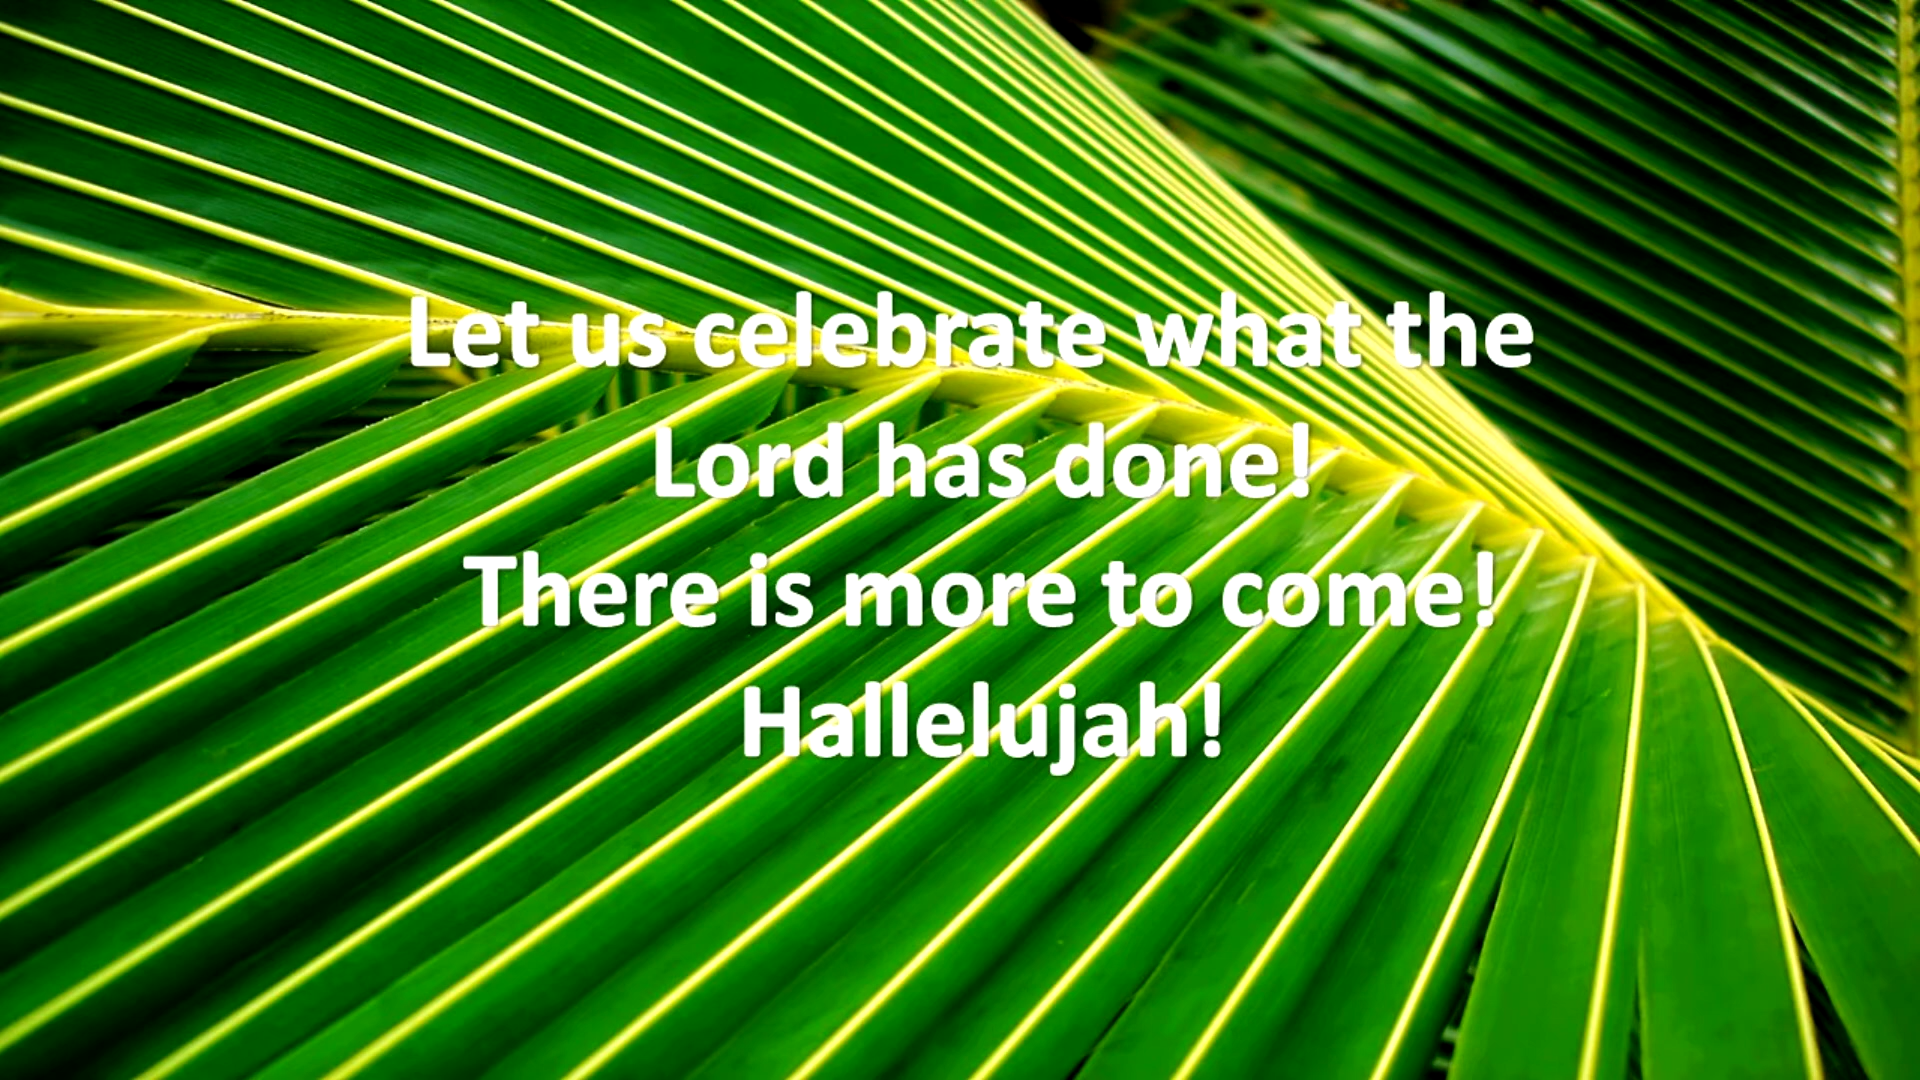 Let us celebrate what the
Lord has done!
There is more to come!
Hallelujah!